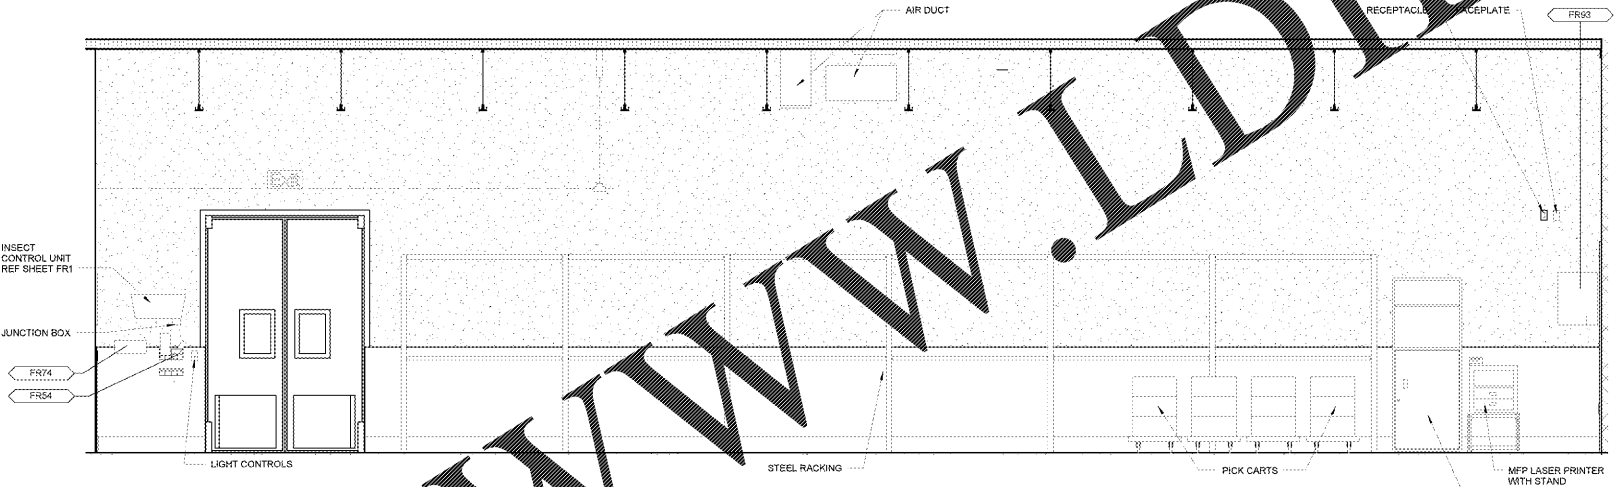 AIR DUCT
RECEPTACLE
FACEPLATE
FR93
Exit
INSECT
CONTROL UNIT
REF SHEET FR1
JUNCTION BOX
FR74
FR54
LIGHT CONTROLS
STEEL RACKING
PICK CARTS
MFP LASER PRINTER
WITH STAND
WWW.LD